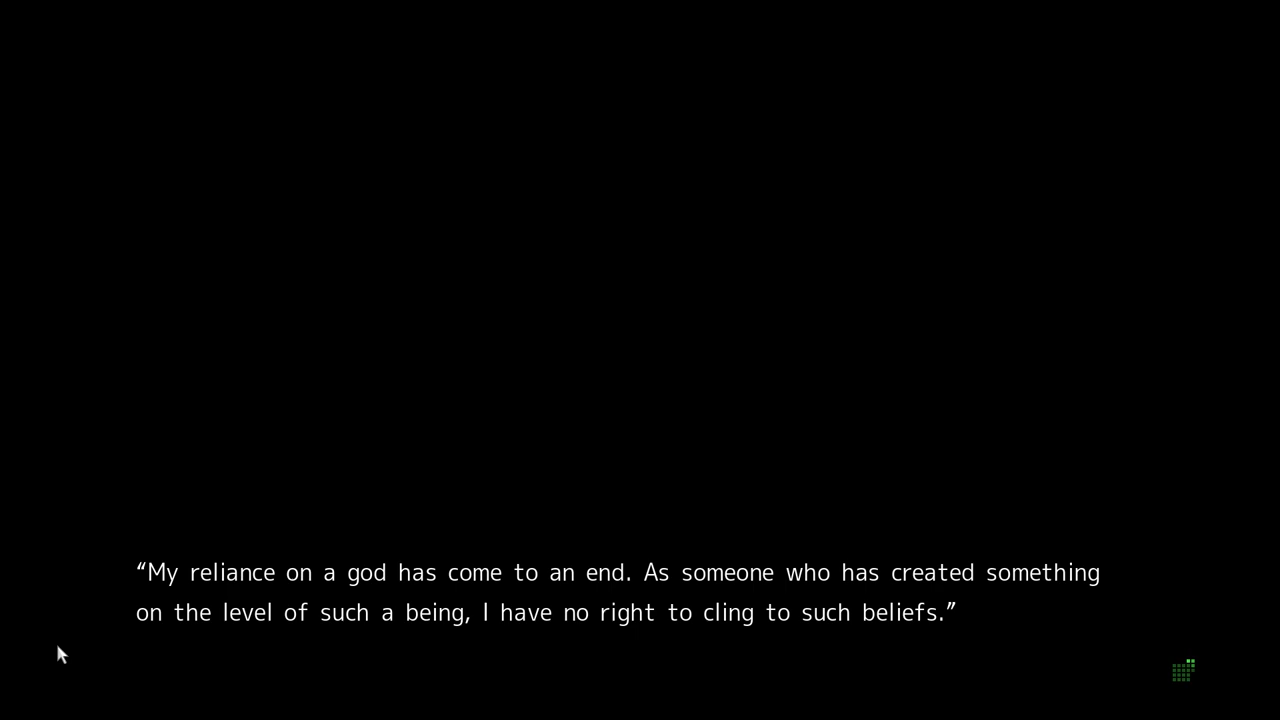 “My reliance on a god has come to an end. As someone who has created something
on the level of such a being, I have no right to cling to such beliefs.”